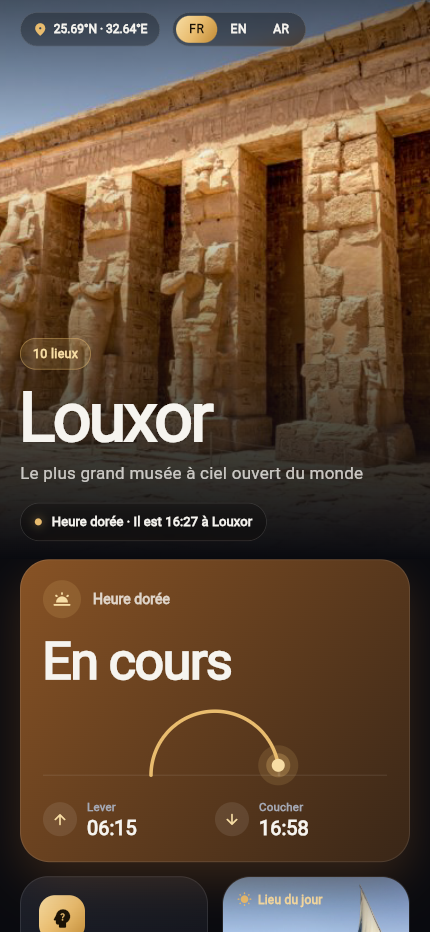 25.69°N · 32.64°E
FR EN AR
10 lieux
Louxor
Le plus grand musée à ciel ouvert du monde
Heure dorée · Il est 16:27 à Louxor
Heure dorée
En cours
Lever
06:15
Coucher
16:58
Lieu du jour